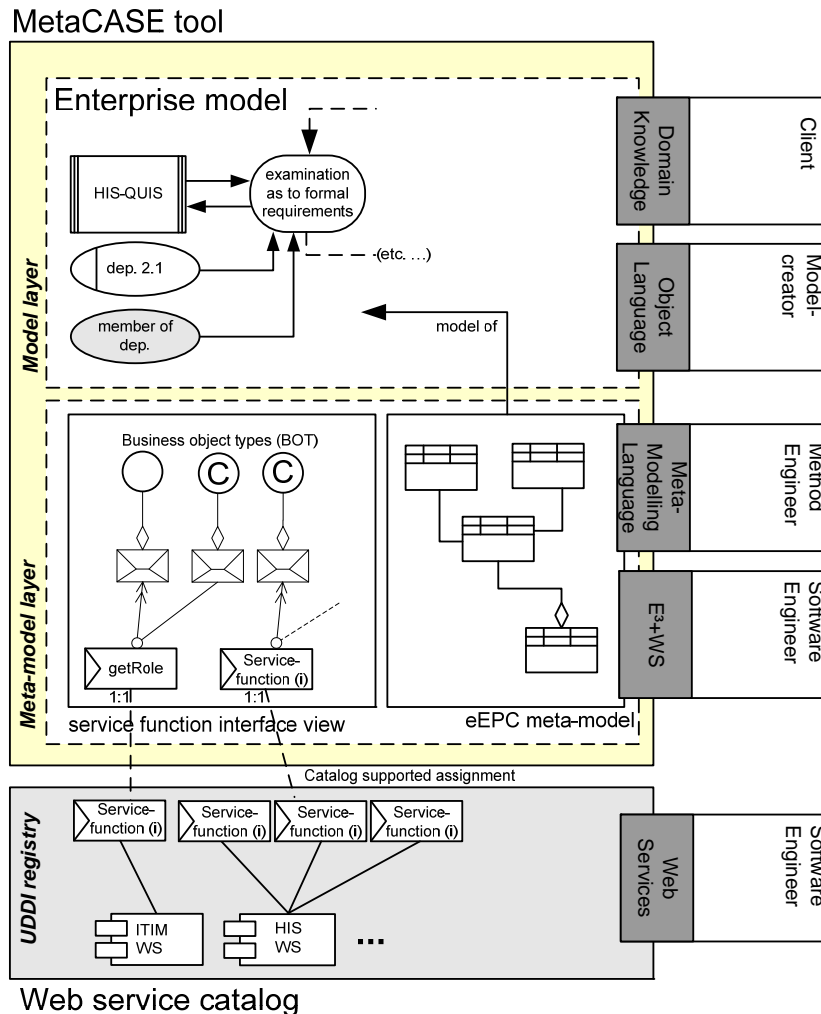 MetaCASE tool
Enterprise model
HIS-QUIS
examination
as to formal
requirements
dep. 2.1
(etc. ...)
member of
dep.
model of
Model layer
Business object types (BOT)
C
C
getRole
Service-
function (i)
1:1
1:1
service function interface view
eEPC meta-model
Meta-model layer
Catalog supported assignment
Service-
function (i)
Service-
function (i)
Service-
function (i)
Service-
function (i)
ITIM
WS
HIS
WS
...
UDDI registry
Web service catalog
Domain
Knowledge
Client
Object
Language
Model-
creator
Meta-
Modelling
Language
Method
Engineer
E³+WS
Software
Engineer
Web
Services
Software
Engineer